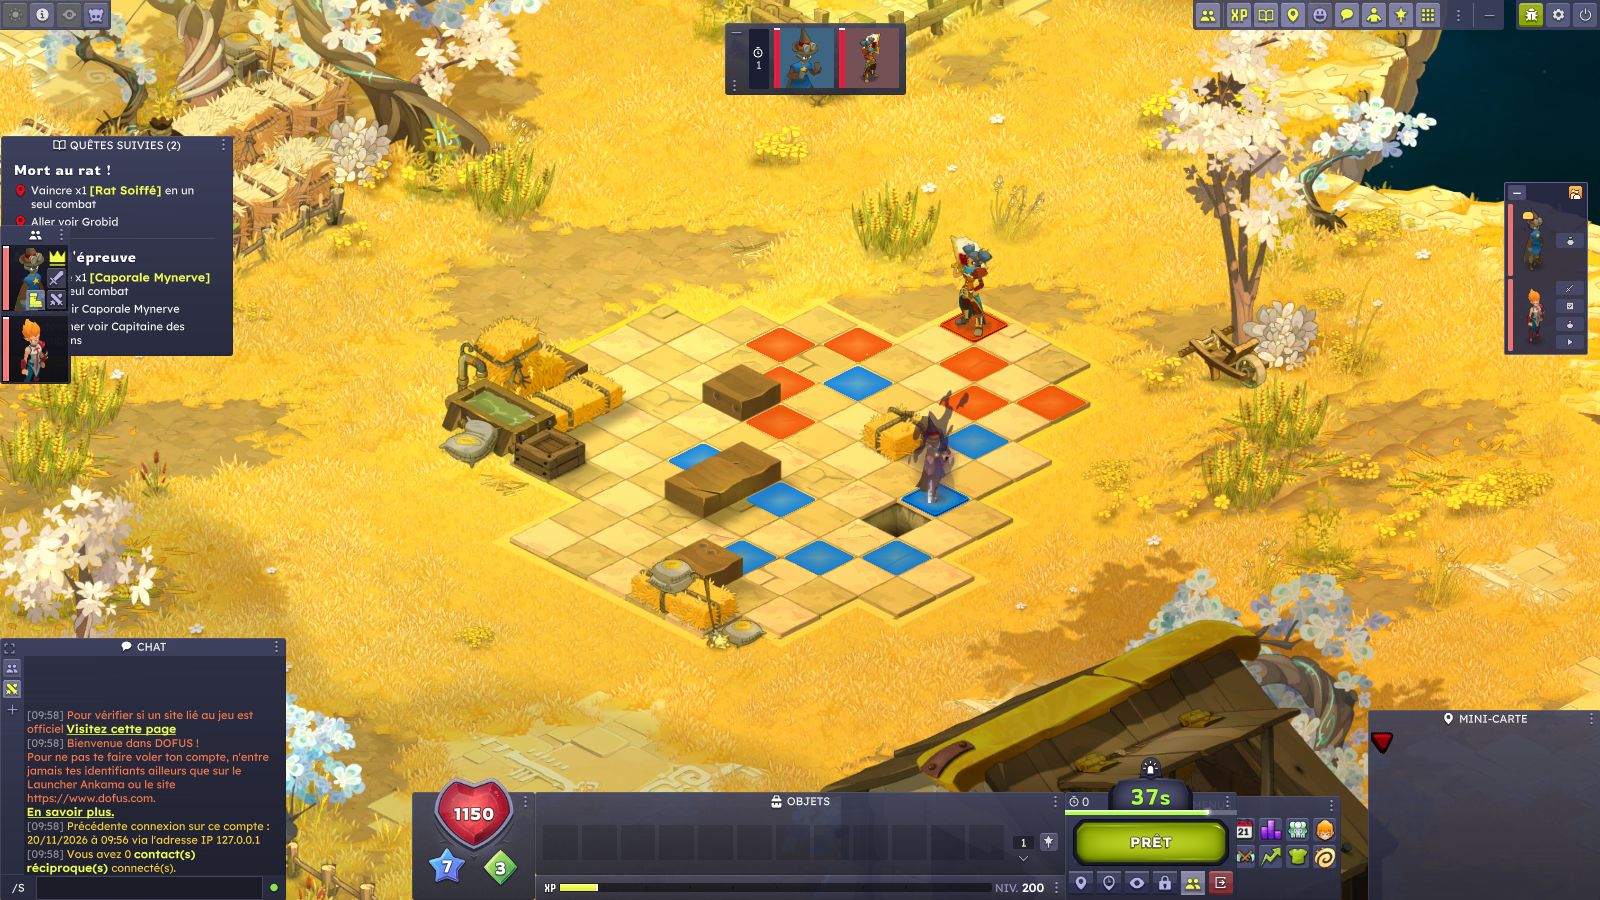 XP
1
QUÊTES SUIVIES (2)
Mort au rat !
Vaincre x1 [Rat Soiffé] en un
seul combat
Aller voir Grobid
'épreuve
x1 [Caporale Mynerve]
eul combat
ir Caporale Mynerve
ner voir Capitaine des
ns
CHAT
[09:58] Pour vérifier si un site lié au jeu est
officiel Visitez cette page
[09:58] Bienvenue dans DOFUS !
Pour ne pas te faire voler ton compte, n'entre
jamais tes identifiants ailleurs que sur le
Launcher Ankama ou le site
https://www.dofus.com.
En savoir plus.
[09:58] Précédente connexion sur ce compte :
20/11/2026 à 09:56 via l'adresse IP 127.0.0.1
[09:58] Vous avez 0 contact(s)
réciproque(s) connecté(s).
/S
1150
7
3
OBJETS
1
XP
NIV. 200
0
37s
MENU
PRÊT
21
MINI-CARTE